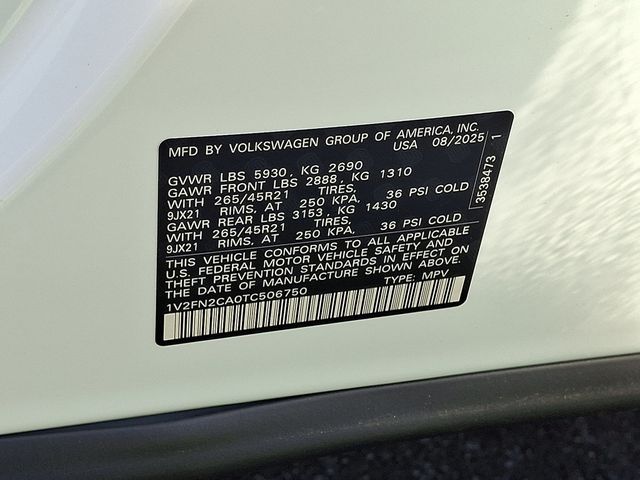 MFD BY VOLKSWAGEN GROUP OF AMERICA, INC.
USA 08/2025 1
GVWR LBS 5930, KG 2690
GAWR FRONT LBS 2888, KG 1310
WITH 265/45R21 TIRES,
9JX21 RIMS, AT 250 KPA, 36 PSI COLD
GAWR REAR LBS 3153, KG 1430
WITH 265/45R21 TIRES,
9JX21 RIMS, AT 250 KPA, 36 PSI COLD
3538473
THIS VEHICLE CONFORMS TO ALL APPLICABLE
U.S. FEDERAL MOTOR VEHICLE SAFETY AND
THEFT PREVENTION STANDARDS IN EFFECT ON
THE DATE OF MANUFACTURE SHOWN ABOVE.
1V2FN2CA0TC506750 TYPE: MPV